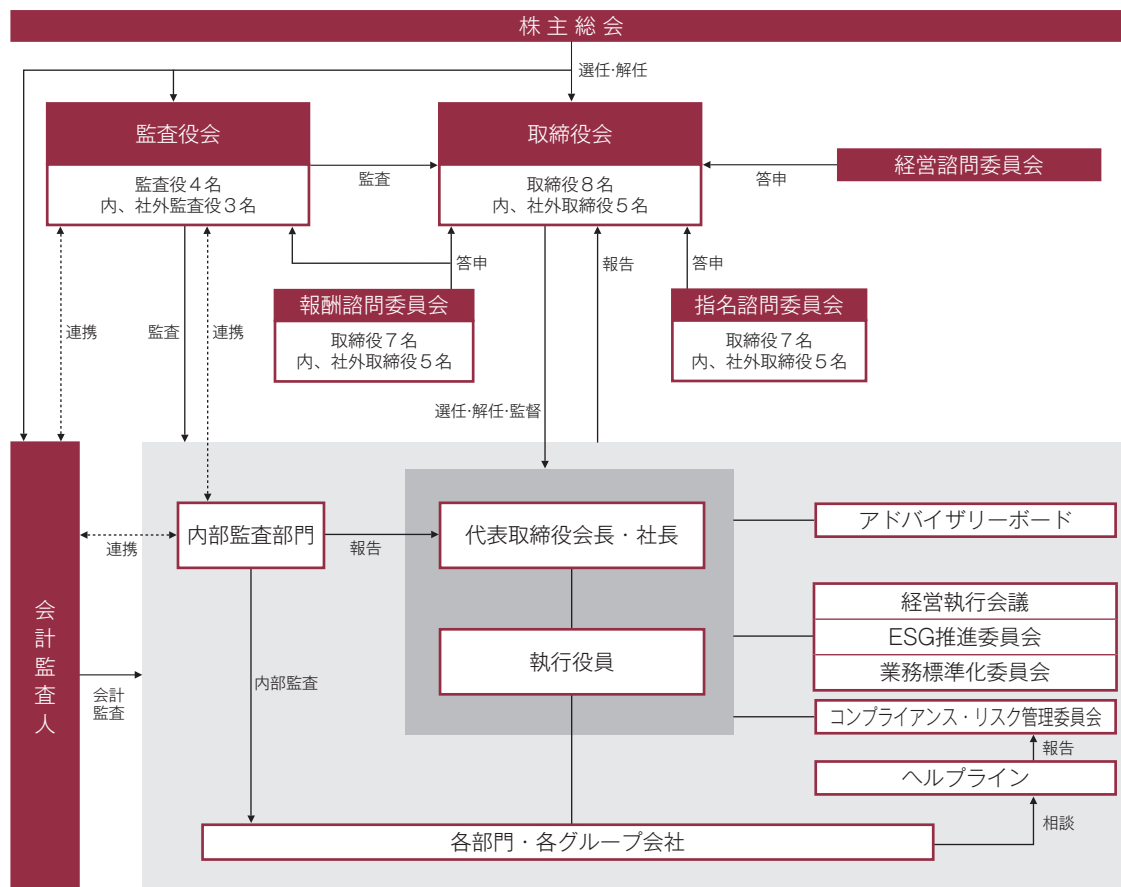 株主総会
選任・解任
監査役会
監査役4名
内、社外監査役3名
監査
取締役会
取締役8名
内、社外取締役5名
答申
経営諮問委員会
答申
報告
答申
報酬諮問委員会
取締役7名
内、社外取締役5名
指名諮問委員会
取締役7名
内、社外取締役5名
連携
監査
連携
選任・解任・監督
会計監査人
連携
会計
監査
内部監査部門
報告
内部監査
代表取締役会長・社長
執行役員
アドバイザリーボード
経営執行会議
ESG推進委員会
業務標準化委員会
コンプライアンス・リスク管理委員会
報告
ヘルプライン
相談
各部門・各グループ会社